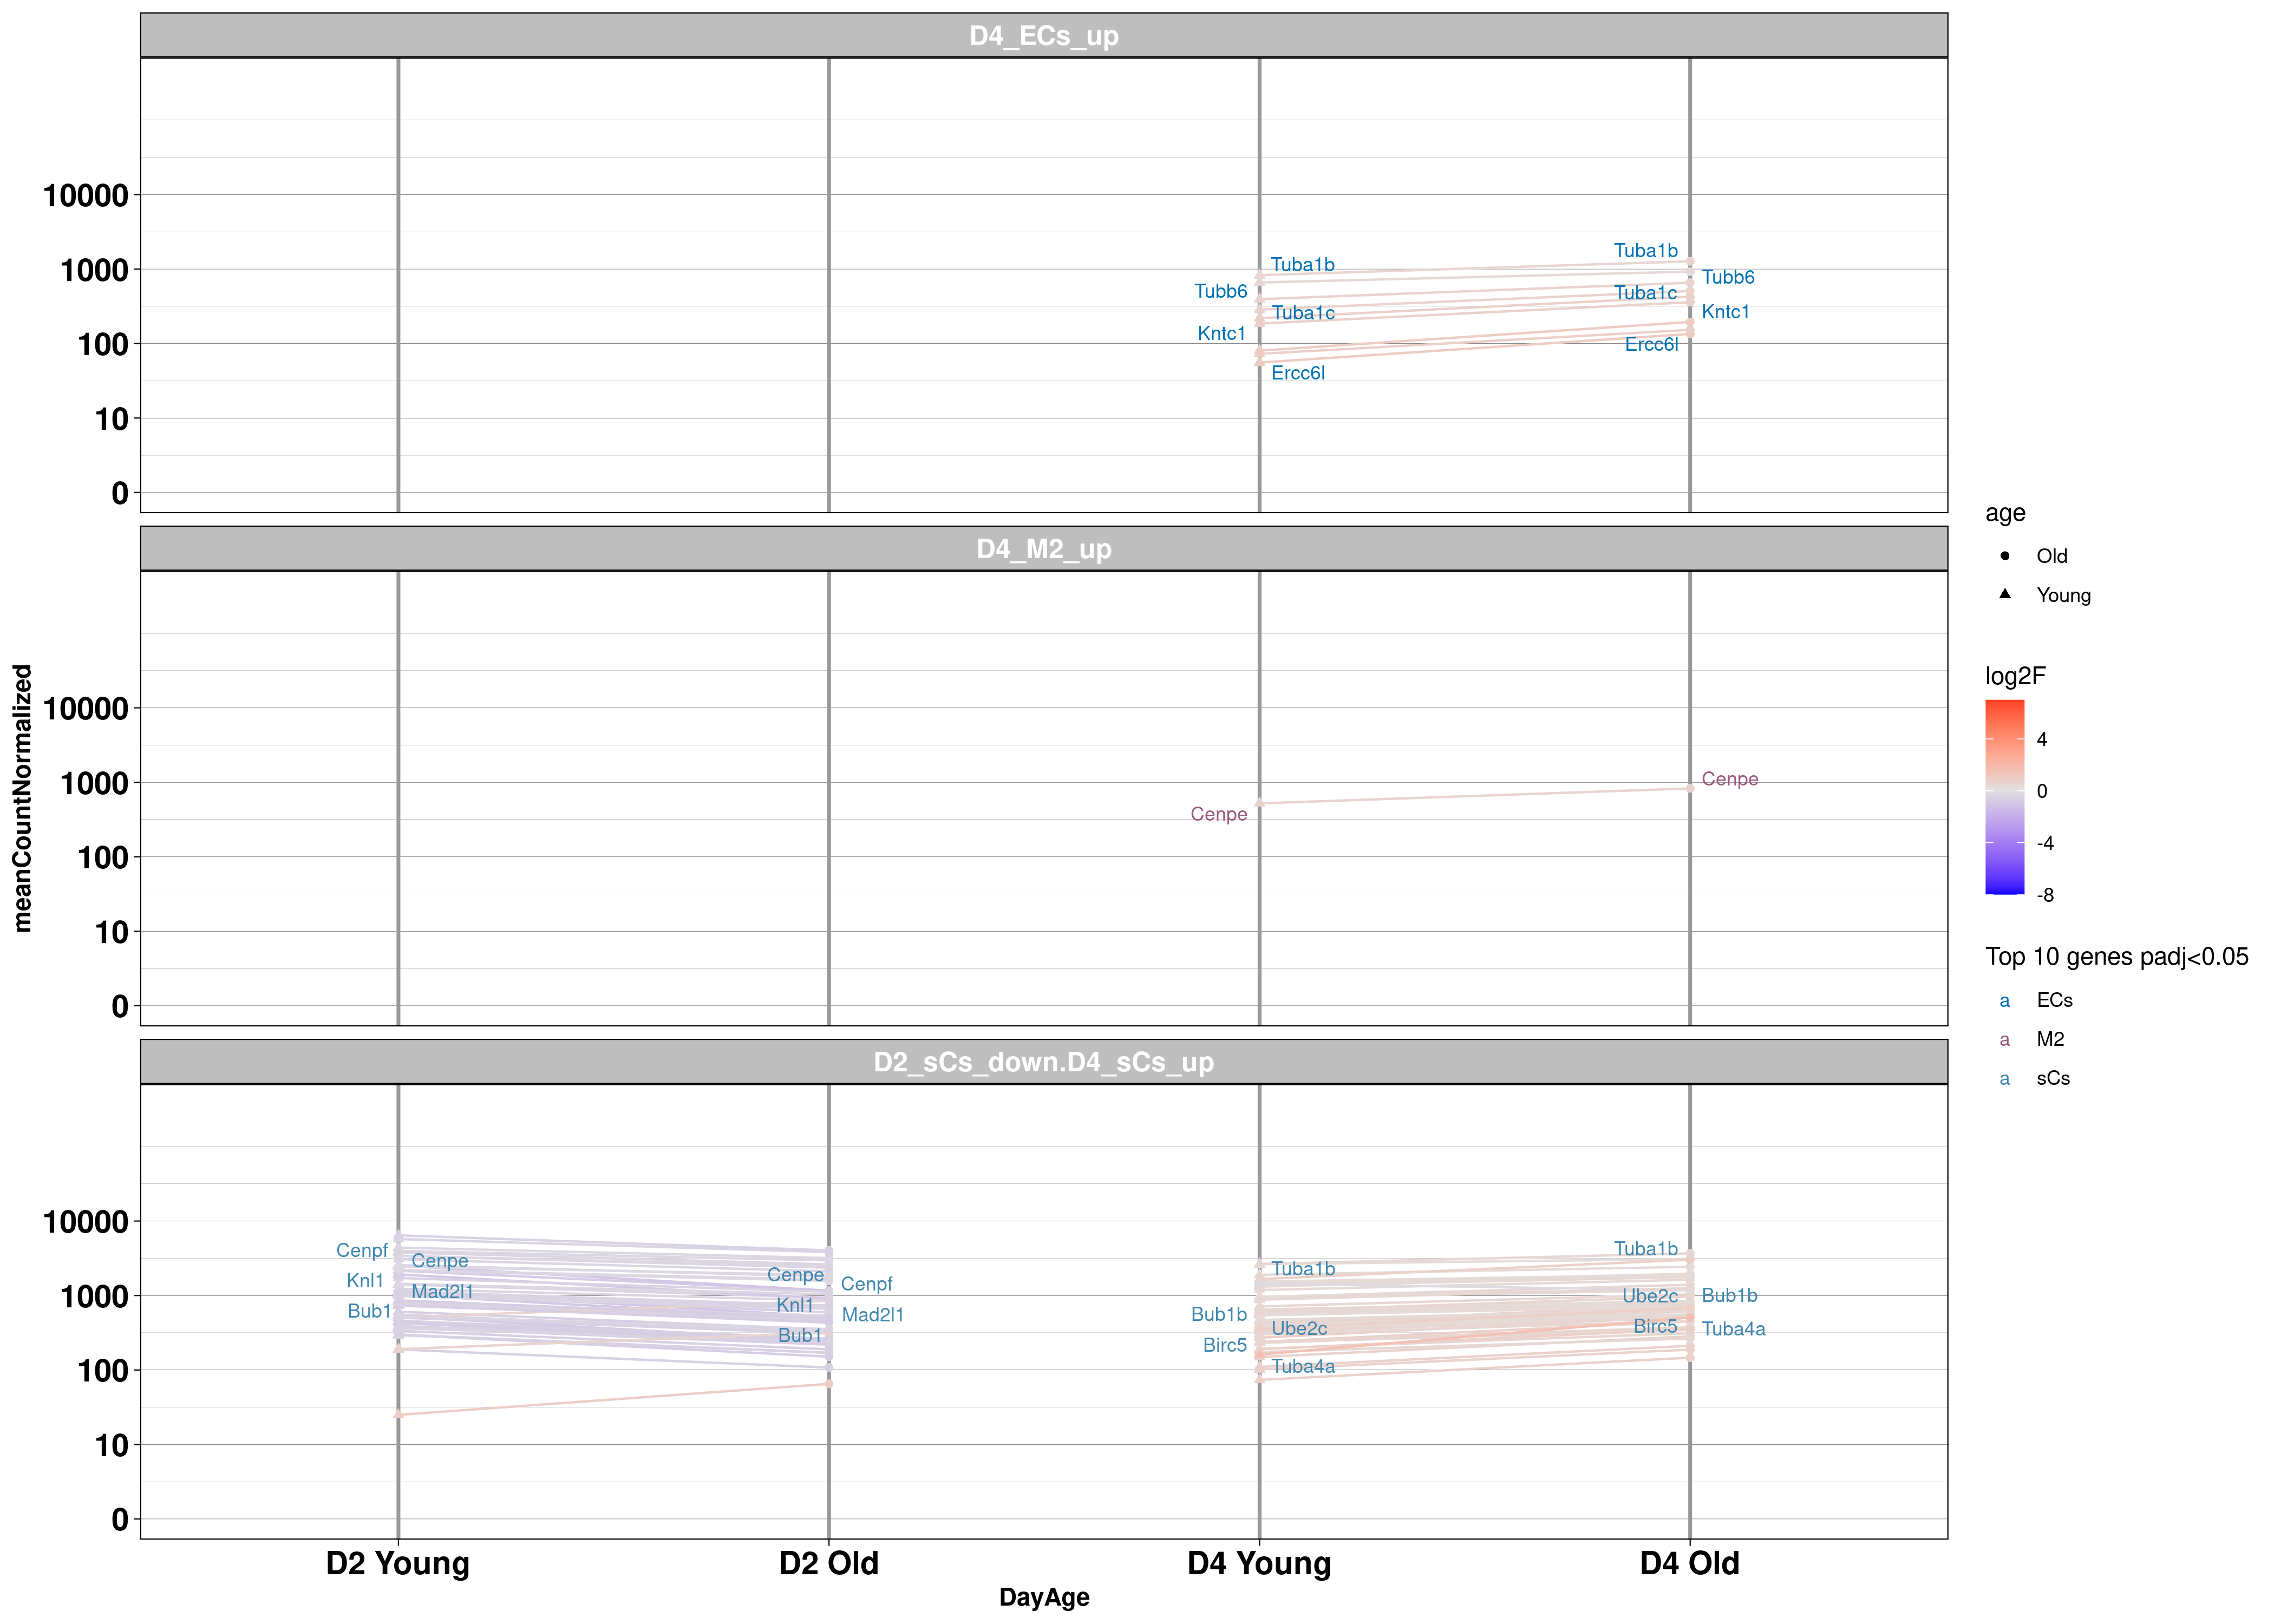 D4_ECs_up
10000
1000
100
10
0
Tuba1b
Tubb6
Tuba1c
Kntc1
Ercc6l
Tuba1b
Tubb6
Tuba1c
Kntc1
Ercc6l
D4_M2_up
10000
1000
100
10
0
Cenpe
Cenpe
meanCountNormalized
D2_sCs_down.D4_sCs_up
10000
1000
100
10
0
Cenpf
Cenpe
Knl1
Mad2l1
Bub1
Cenpe
Cenpf
Knl1
Mad2l1
Bub1
Tuba1b
Bub1b
Ube2c
Birc5
Tuba4a
Tuba1b
Ube2c
Bub1b
Birc5
Tuba4a
D2 Young
D2 Old
D4 Young
D4 Old
DayAge
age
Old
Young
log2F
4
0
-4
-8
Top 10 genes padj<0.05
a ECs
a M2
a sCs